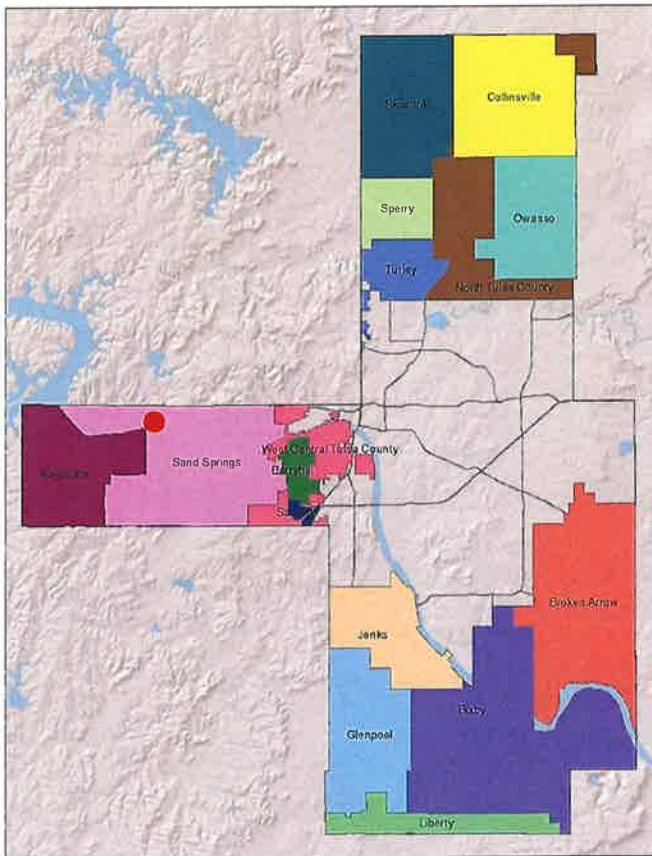 Skiatook
Collinsville
Sperry
Owasso
Turley
North Tulsa County
West Central Tulsa County
Keystone
Sand Springs
Berryhill
Broken Arrow
Jenks
Bixby
Glenpool
Liberty